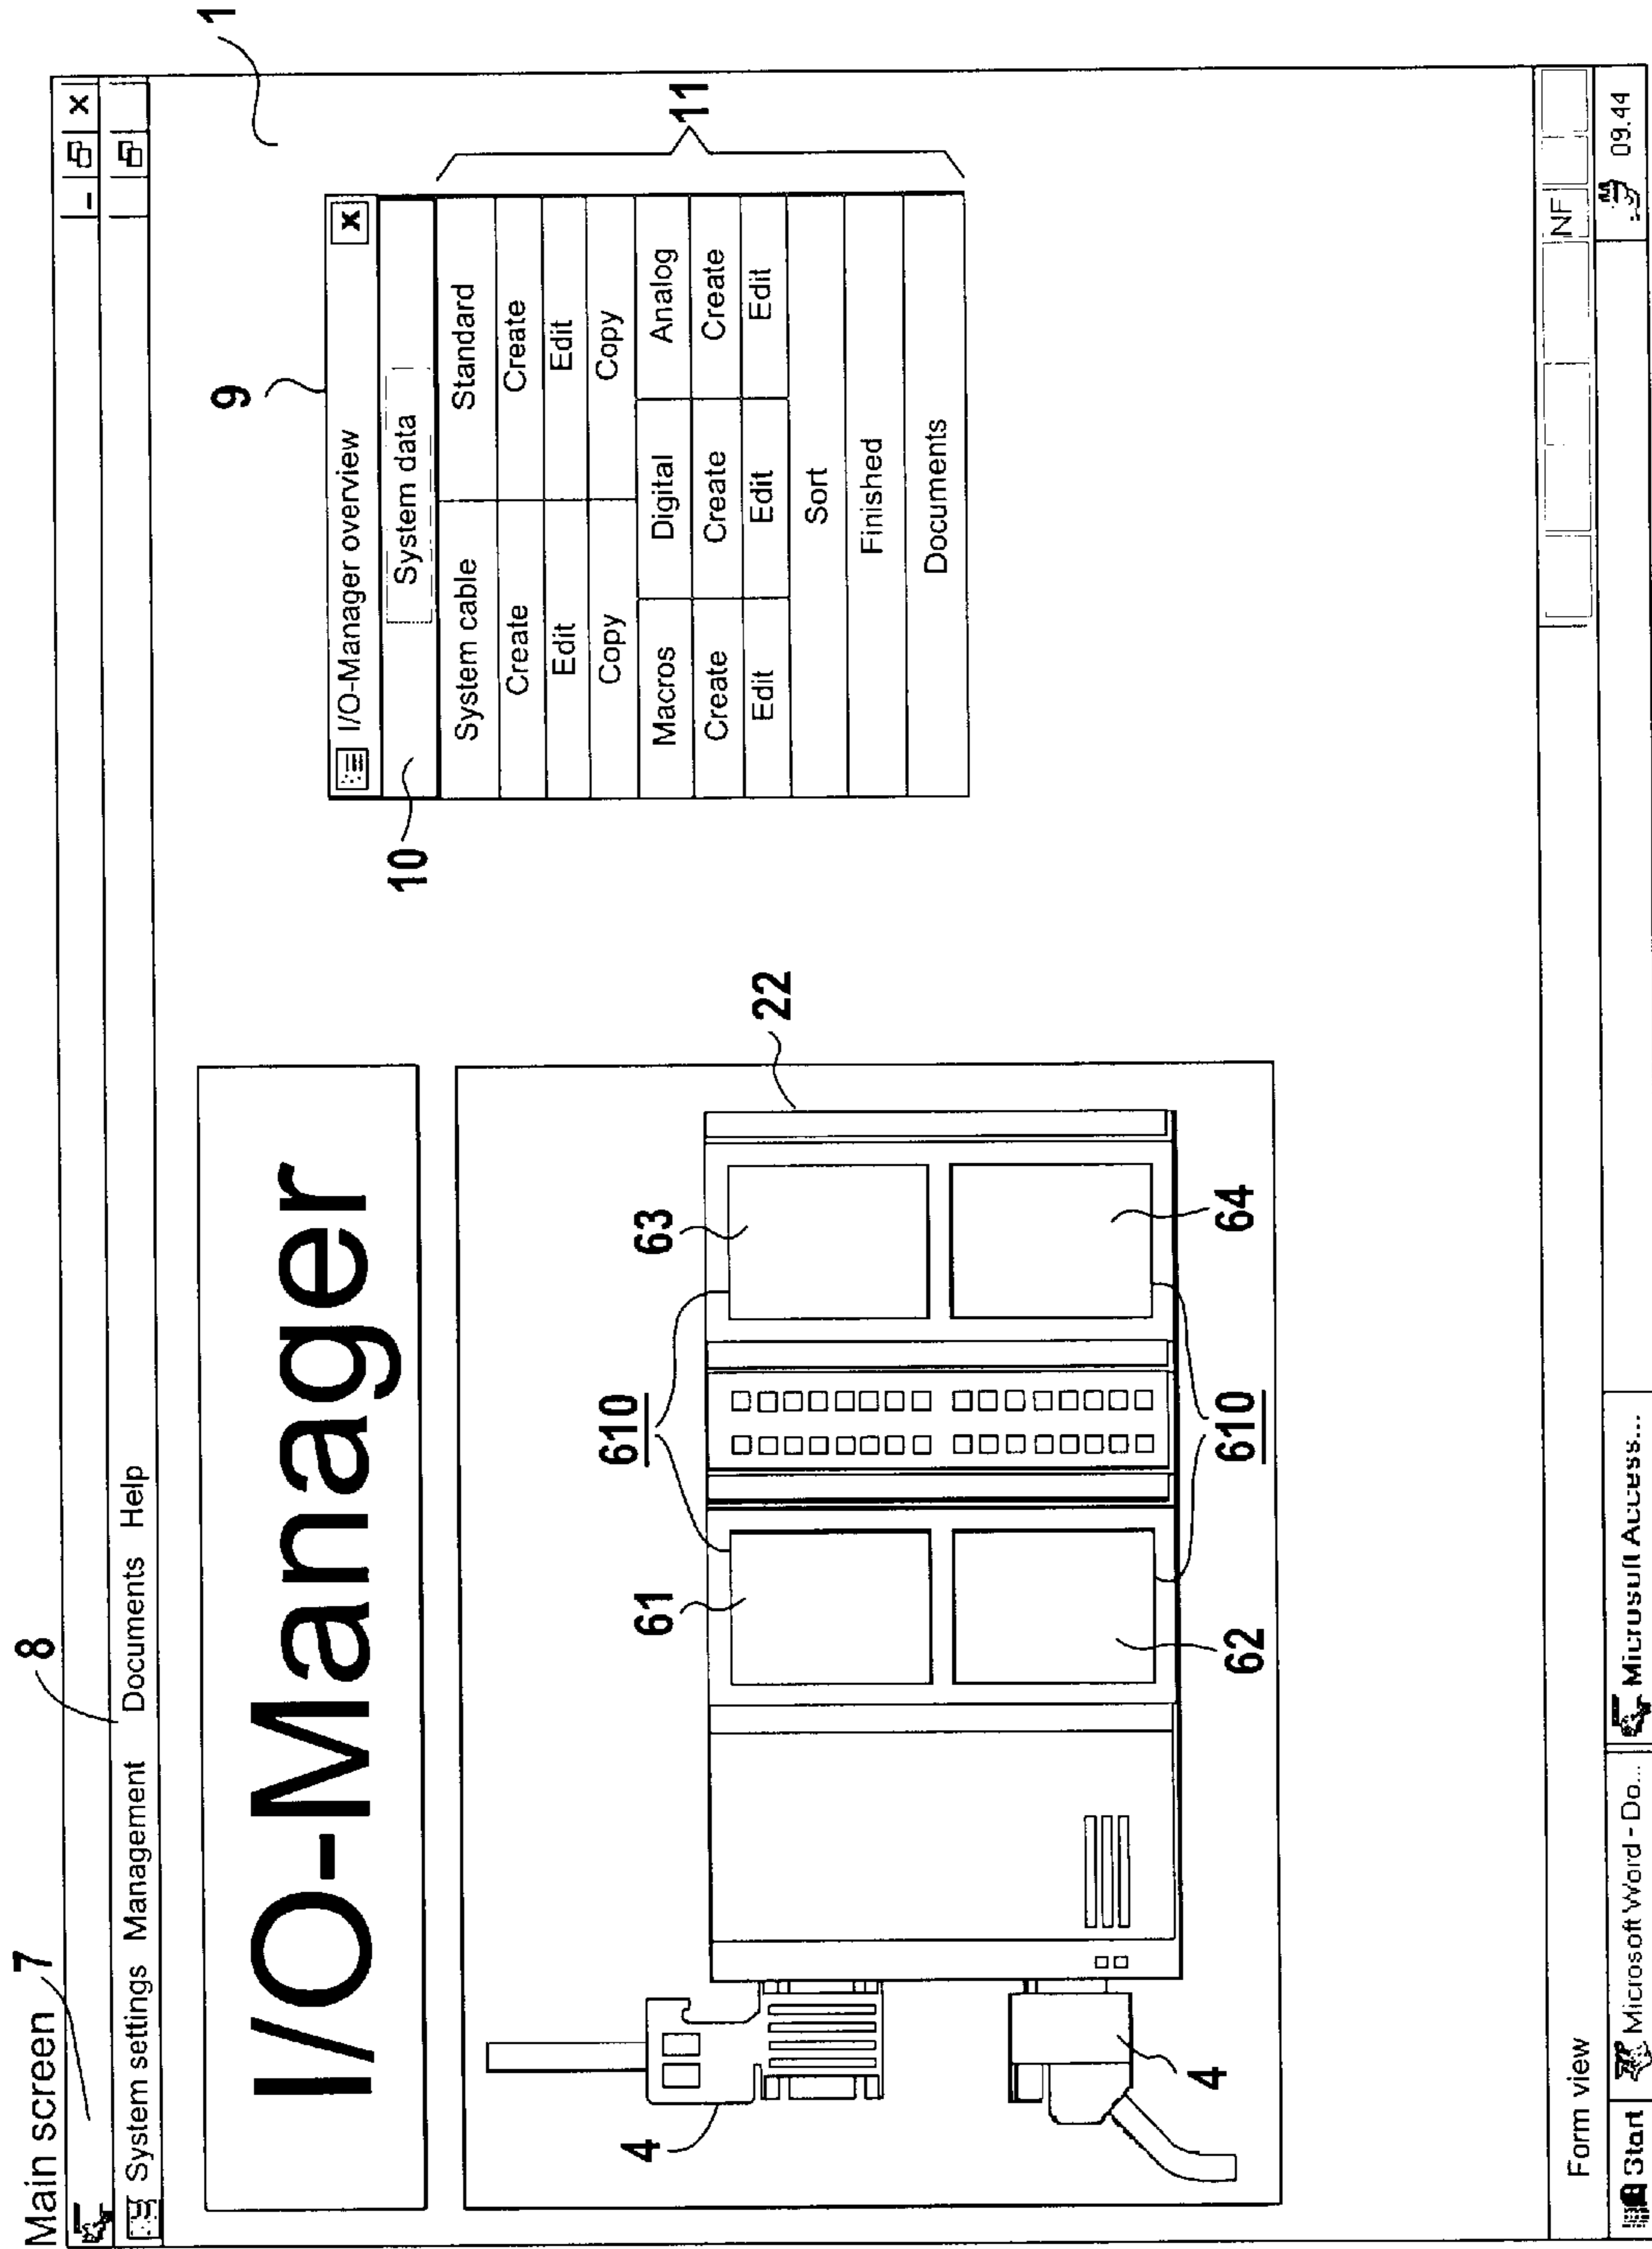 Main screen 7
8
System settings Management Documents Help
1
I/O-Manager
9
I/O-Manager overview
10
System data
11
System cable Standard
Create Create
Edit Edit
Copy Copy
Macros Digital Analog
Create Create Create
Edit Edit Edit
Sort
Finished
Documents
4
610
61
63
22
62
64
610
4
Form view
NF
Start
Microsoft Word - Do...
Microsoft Access...
09.44